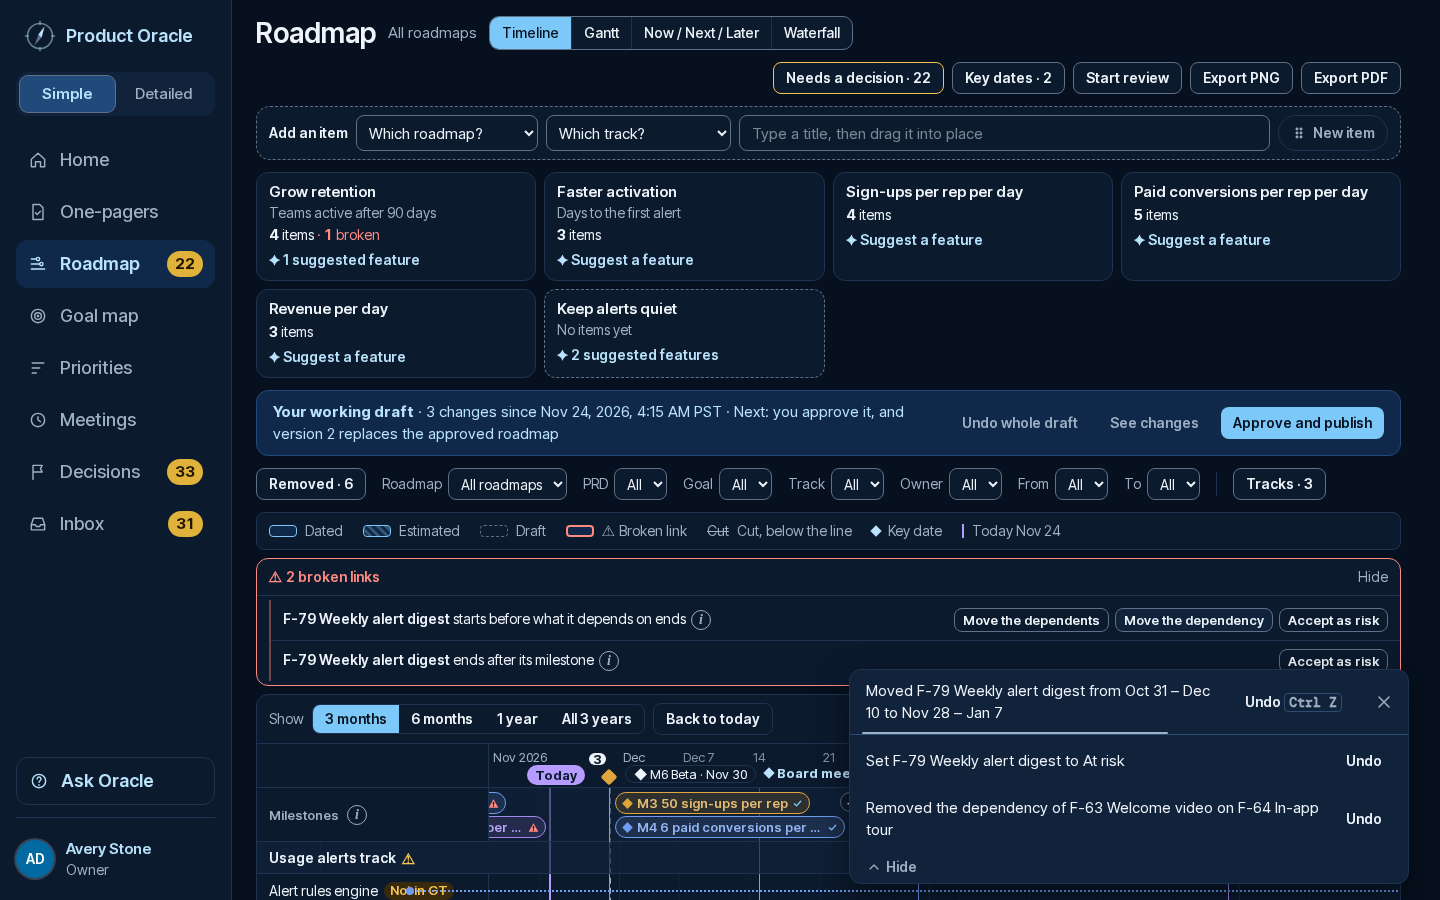 Product Oracle
Simple
Detailed
Home
One-pagers
Roadmap 22
Goal map
Priorities
Meetings
Decisions 33
Inbox 31
Ask Oracle
AD
Avery Stone
Owner
Roadmap All roadmaps Timeline Gantt Now / Next / Later Waterfall
Needs a decision · 22 Key dates · 2 Start review Export PNG Export PDF
Add an item Which roadmap? Which track? Type a title, then drag it into place New item
Grow retention
Teams active after 90 days
4 items · 1 broken
1 suggested feature
Faster activation
Days to the first alert
3 items
Suggest a feature
Sign-ups per rep per day
4 items
Suggest a feature
Paid conversions per rep per day
5 items
Suggest a feature
Revenue per day
3 items
Suggest a feature
Keep alerts quiet
No items yet
2 suggested features
Your working draft · 3 changes since Nov 24, 2026, 4:15 AM PST · Next: you approve it, and
version 2 replaces the approved roadmap
Undo whole draft See changes Approve and publish
Removed · 6 Roadmap All roadmaps PRD All Goal All Track All Owner All From All To All Tracks · 3
Dated Estimated Draft ⚠ Broken link Cut Cut, below the line Key date Today Nov 24
⚠ 2 broken links Hide
F-79 Weekly alert digest starts before what it depends on ends i Move the dependents Move the dependency Accept as risk
F-79 Weekly alert digest ends after its milestone i Accept as risk
Show 3 months 6 months 1 year All 3 years Back to today
Nov 2026 3 Dec Dec 7 14 21
Today M6 Beta · Nov 30 Board mee
Milestones i
M3 50 sign-ups per rep ✓
per ... M4 6 paid conversions per ... ✓
Usage alerts track ⚠
Alert rules engine Not in GT
Moved F-79 Weekly alert digest from Oct 31 – Dec
10 to Nov 28 – Jan 7
Undo Ctrl Z
Set F-79 Weekly alert digest to At risk Undo
Removed the dependency of F-63 Welcome video on F-64 In-app
tour
Undo
Hide